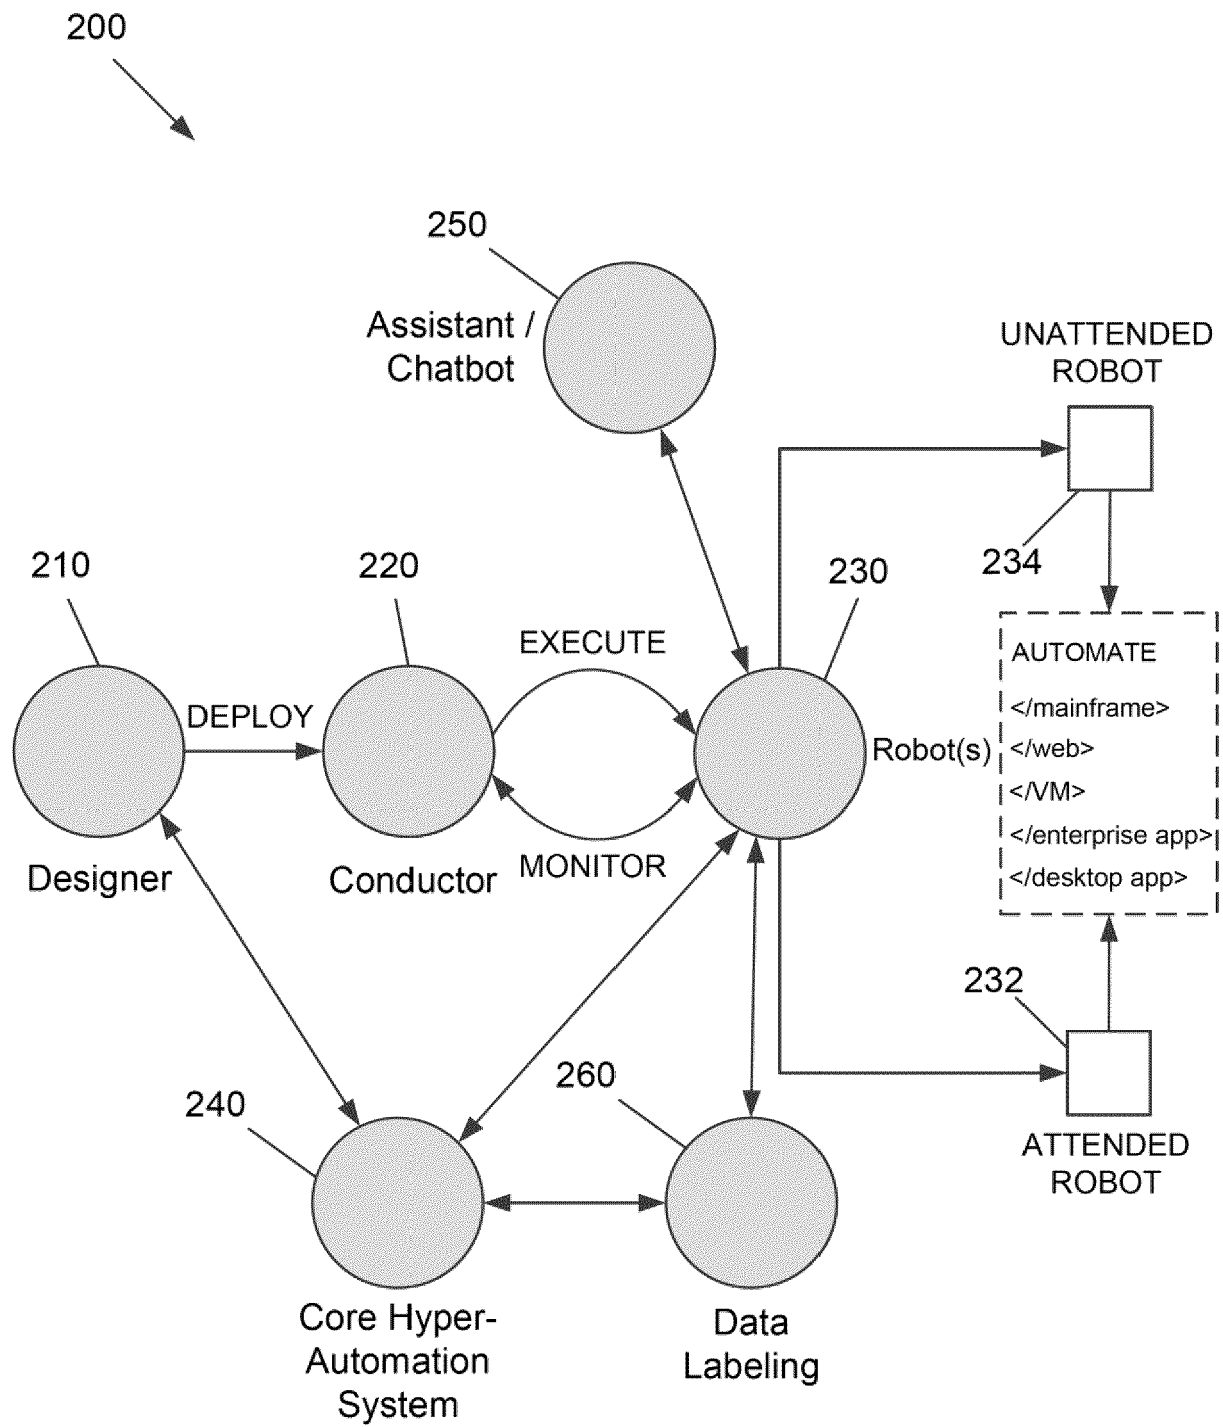 200
250
Assistant /
Chatbot
UNATTENDED
ROBOT
234
210
220
230
EXECUTE
DEPLOY
MONITOR
Designer
Conductor
Robot(s)
AUTOMATE
</mainframe>
</web>
</VM>
</enterprise app>
</desktop app>
232
ATTENDED
ROBOT
240
260
Core Hyper-
Automation
System
Data
Labeling